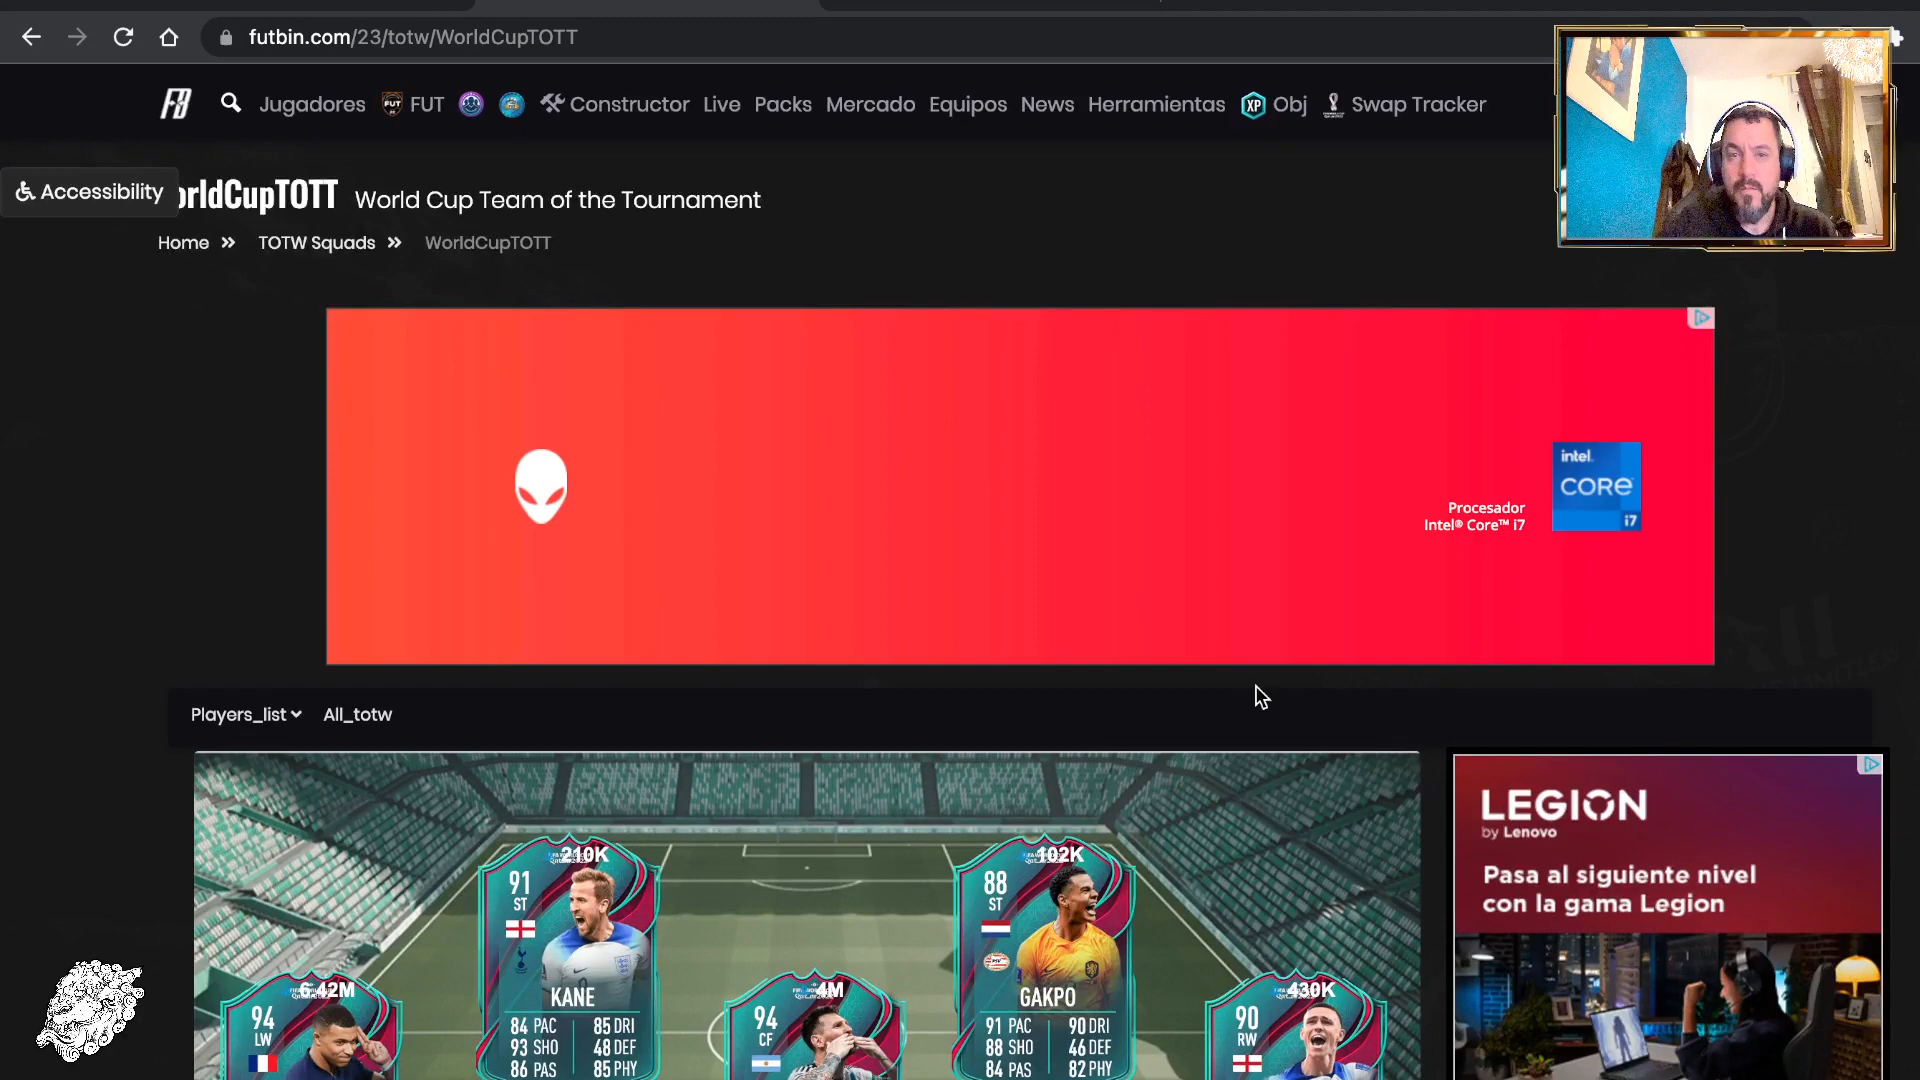 futbin.com/23/totw/WorldCupTOTT
Jugadores FUT Constructor Live Packs Mercado Equipos News Herramientas XP Obj Swap Tracker
Accessibility
orldCupTOTT World Cup Team of the Tournament
Home » TOTW Squads » WorldCupTOTT
intel.
CORE
i7
Procesador
Intel® Core™ i7
Players_list All_totw
LEGION
by Lenovo
Pasa al siguiente nivel
con la gama Legion
210K
91
ST
KANE
84 PAC 85 DRI
93 SHO 48 DEF
86 PAS 85 PHY
102K
88
ST
GAKPO
91 PAC 90 DRI
88 SHO 46 DEF
84 PAS 82 PHY
6.42M
94
LW
4M
94
CF
430K
90
RW